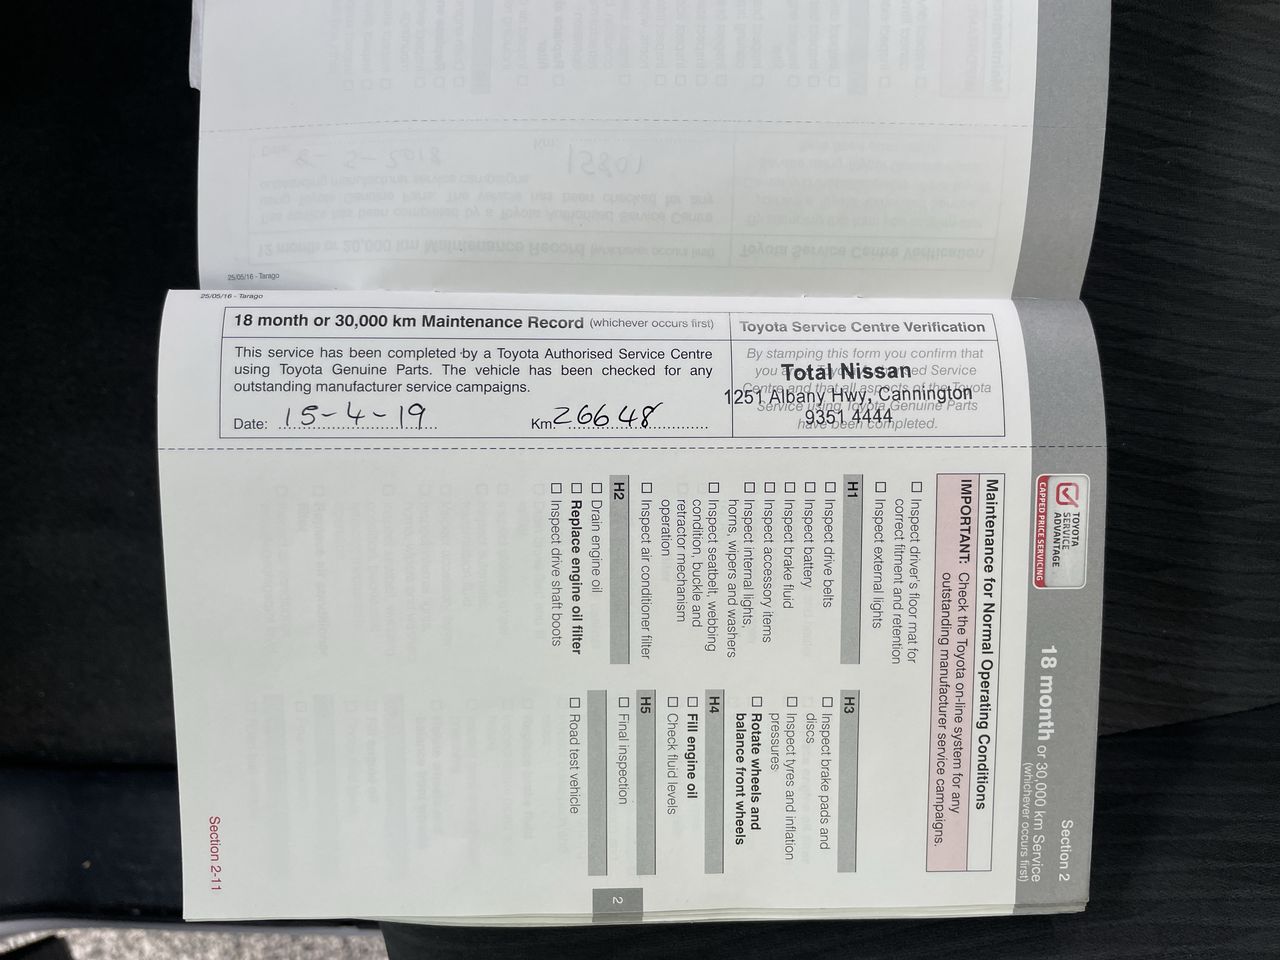 25/05/16 - Tarago
25/05/16 - Tarago
18 month or 30,000 km Maintenance Record (whichever occurs first)
This service has been completed by a Toyota Authorised Service Centre
using Toyota Genuine Parts. The vehicle has been checked for any
outstanding manufacturer service campaigns.
Date: 15-4-19 Km 26648
Toyota Service Centre Verification
By stamping this form you confirm that
Total Nissan
1251 Albany Hwy, Cannington
9351 4444
Service using Toyota Genuine Parts
have been completed.
Section 2
18 month or 30,000 km Service
(whichever occurs first)
TOYOTA
SERVICE
ADVANTAGE
CAPPED PRICE SERVICING
Maintenance for Normal Operating Conditions
IMPORTANT: Check the Toyota on-line system for any
outstanding manufacturer service campaigns.
☐ Inspect driver's floor mat for
correct fitment and retention
☐ Inspect external lights
H1
☐ Inspect drive belts
☐ Inspect battery
☐ Inspect brake fluid
☐ Inspect accessory items
☐ Inspect internal lights,
horns, wipers and washers
☐ Inspect seatbelt, webbing
condition, buckle and
retractor mechanism
operation
☐ Inspect air conditioner filter
H2
☐ Drain engine oil
☐ Replace engine oil filter
☐ Inspect drive shaft boots
H3
☐ Inspect brake pads and
discs
☐ Inspect tyres and inflation
pressures
☐ Rotate wheels and
balance front wheels
H4
☐ Fill engine oil
☐ Check fluid levels
H5
☐ Final inspection
☐ Road test vehicle
2
Section 2-11